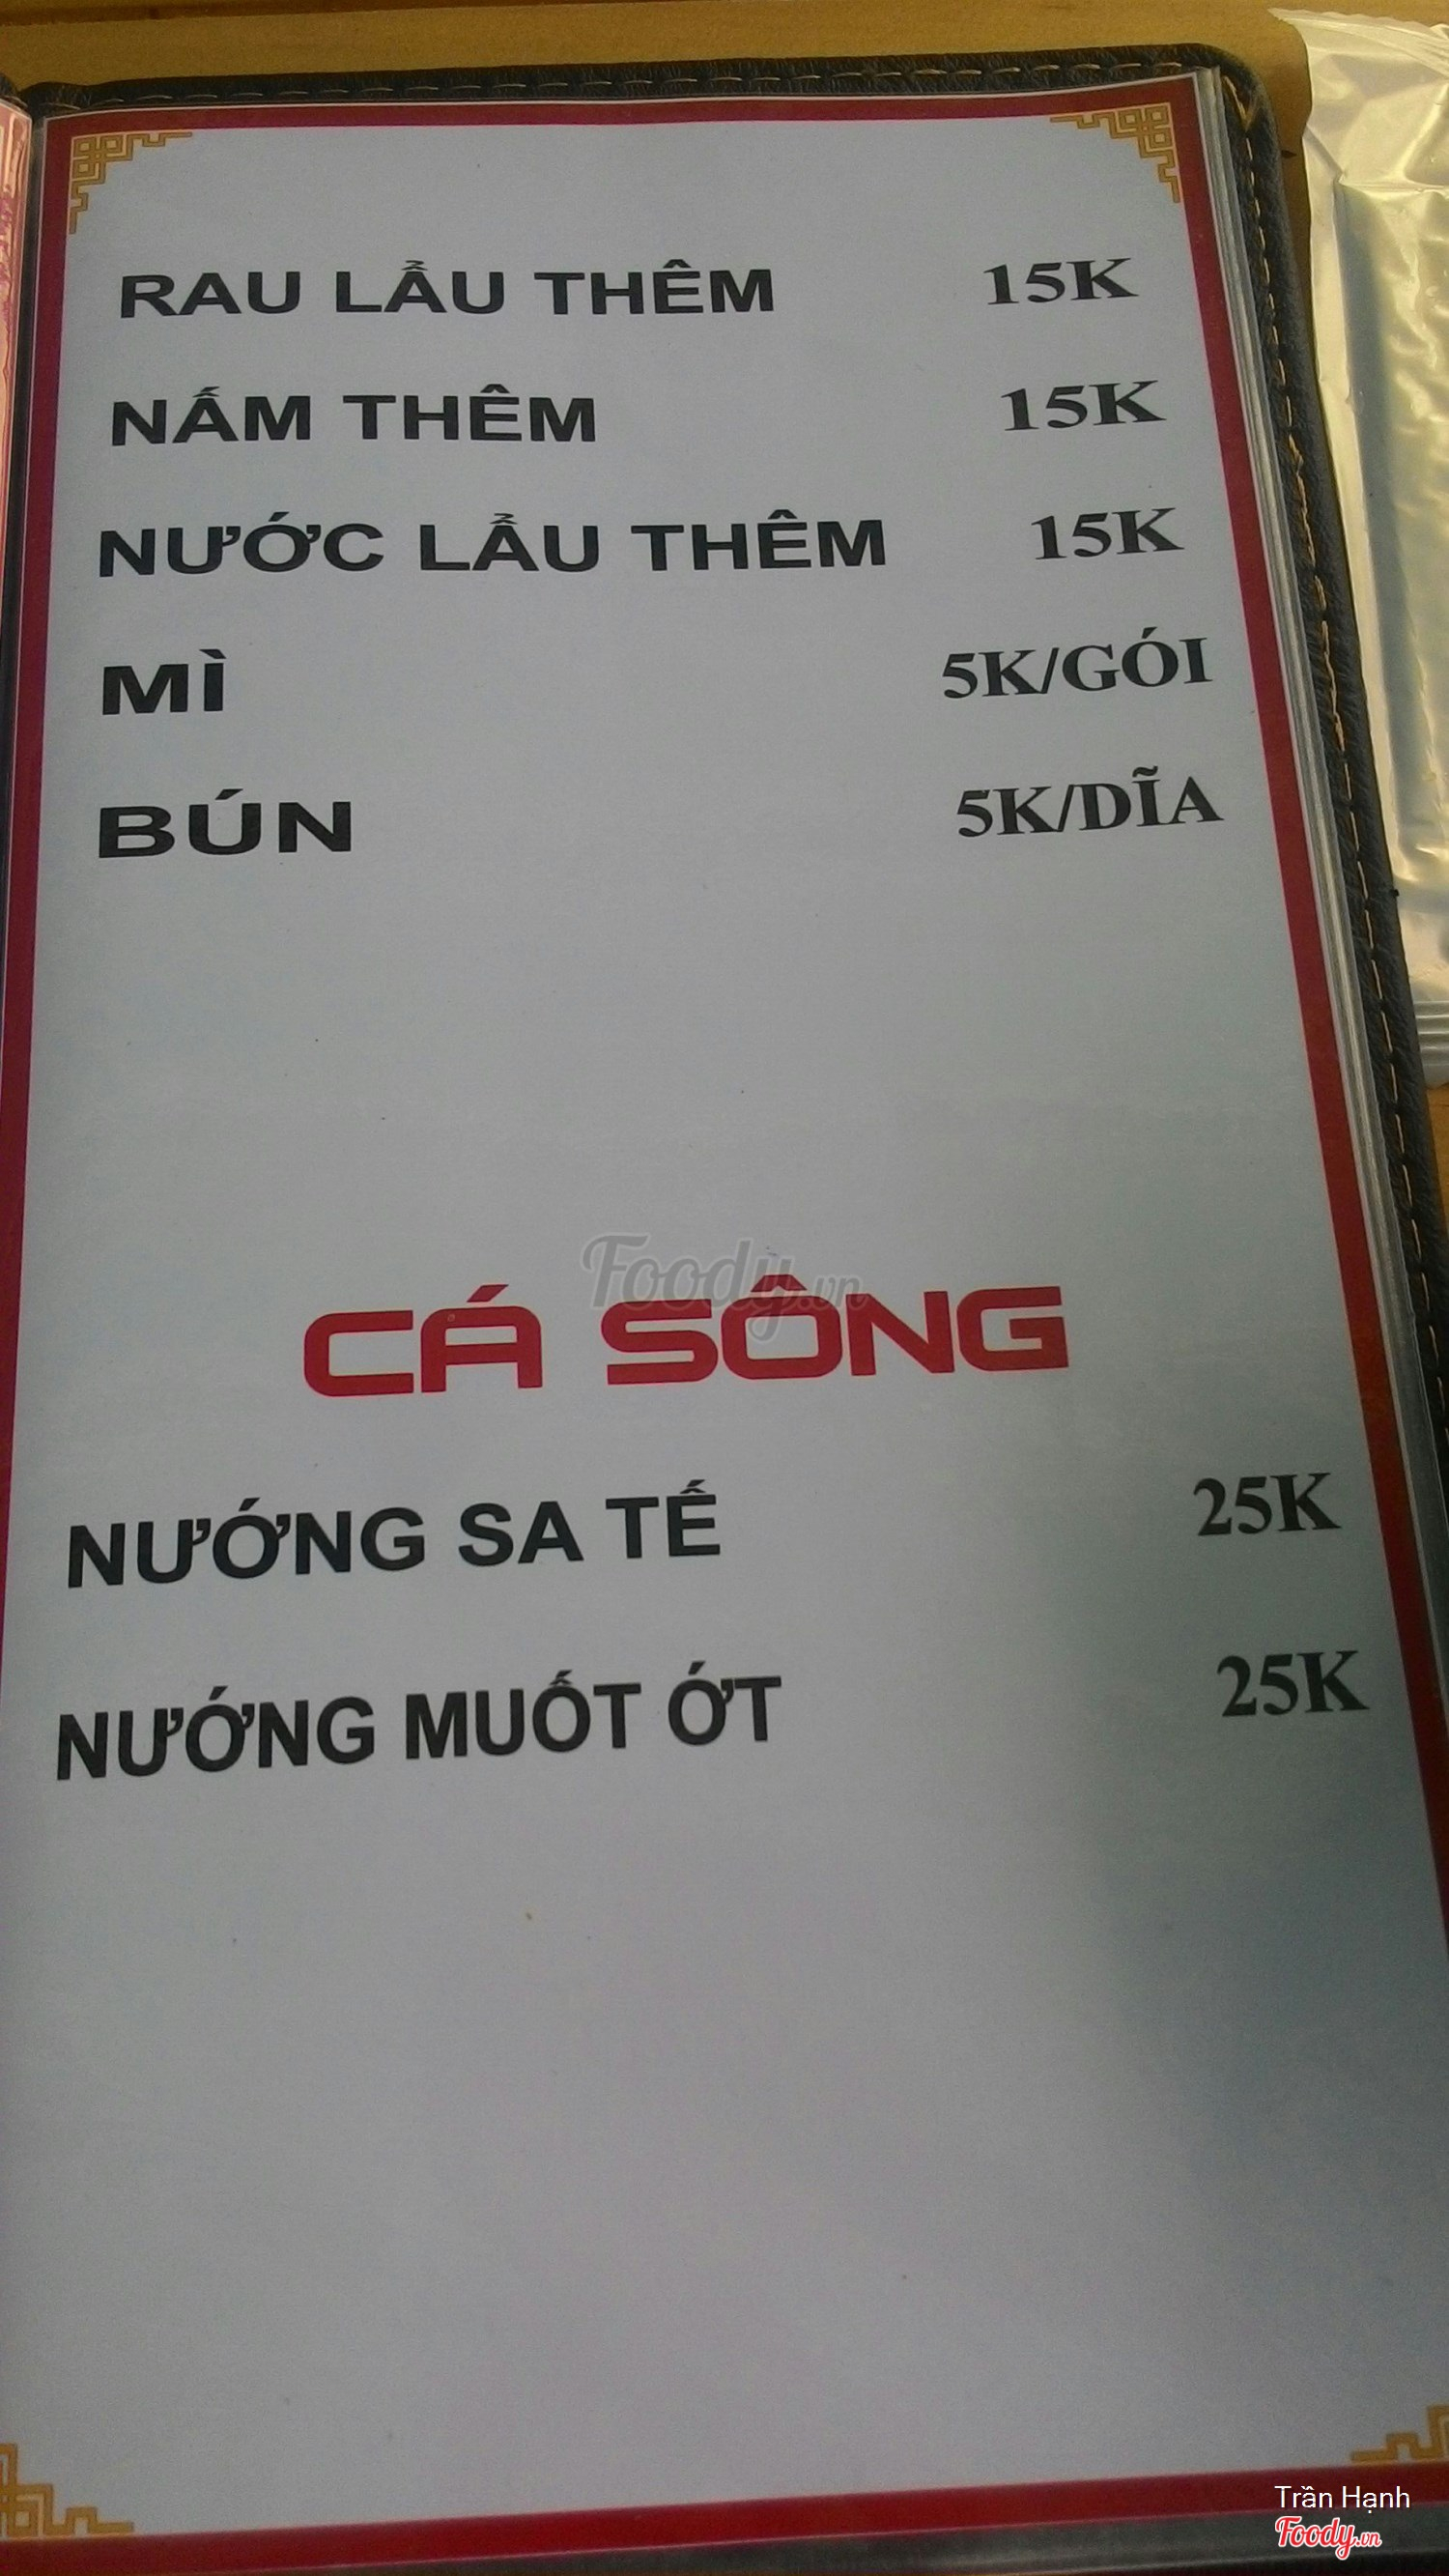 RAU LẨU THÊM 15K
NẤM THÊM 15K
NƯỚC LẨU THÊM 15K
MÌ 5K/GÓI
BÚN 5K/DĨA
Foody.vn
CÁ SÔNG
NƯỚNG SA TẾ 25K
NƯỚNG MUỐT ỚT 25K
Trần Hạnh
Foody.vn